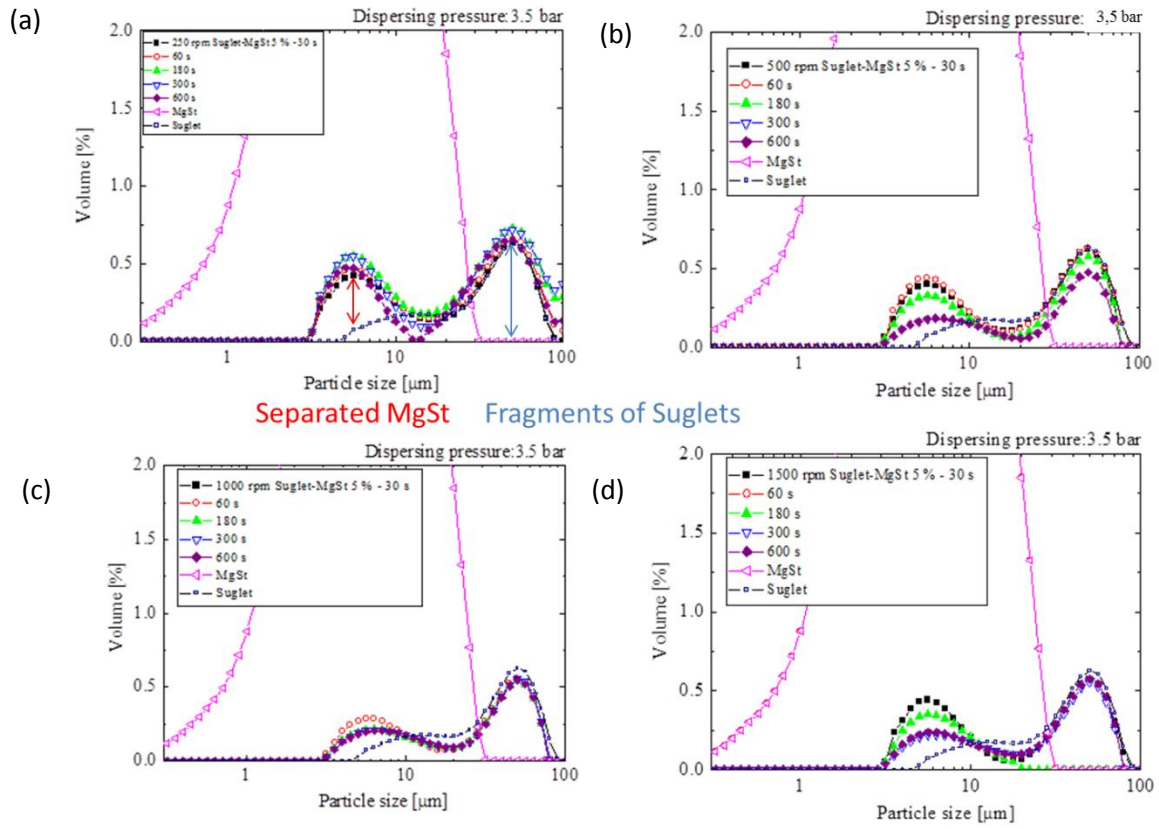 (a)
Dispersing pressure:3.5 bar
2.0
1.5
1.0
0.5
0.0
Volume [%]
250 rpm Suglet-MgSt 5 % - 30 s
60 s
180 s
300 s
600 s
MgSt
Suglet
1
10
100
Particle size [μm]
(b)
Dispersing pressure: 3,5 bar
2.0
1.5
1.0
0.5
0.0
Volume [%]
500 rpm Suglet-MgSt 5 % - 30 s
60 s
180 s
300 s
600 s
MgSt
Suglet
1
10
100
Particle size [μm]
Separated MgSt
Fragments of Suglets
(c)
Dispersing pressure:3.5 bar
2.0
1.5
1.0
0.5
0.0
Volume [%]
1000 rpm Suglet-MgSt 5 % - 30 s
60 s
180 s
300 s
600 s
MgSt
Suglet
1
10
100
Particle size [μm]
(d)
Dispersing pressure:3.5 bar
2.0
1.5
1.0
0.5
0.0
Volume [%]
1500 rpm Suglet-MgSt 5 % - 30 s
60 s
180 s
300 s
600 s
MgSt
Suglet
1
10
100
Particle size [μm]